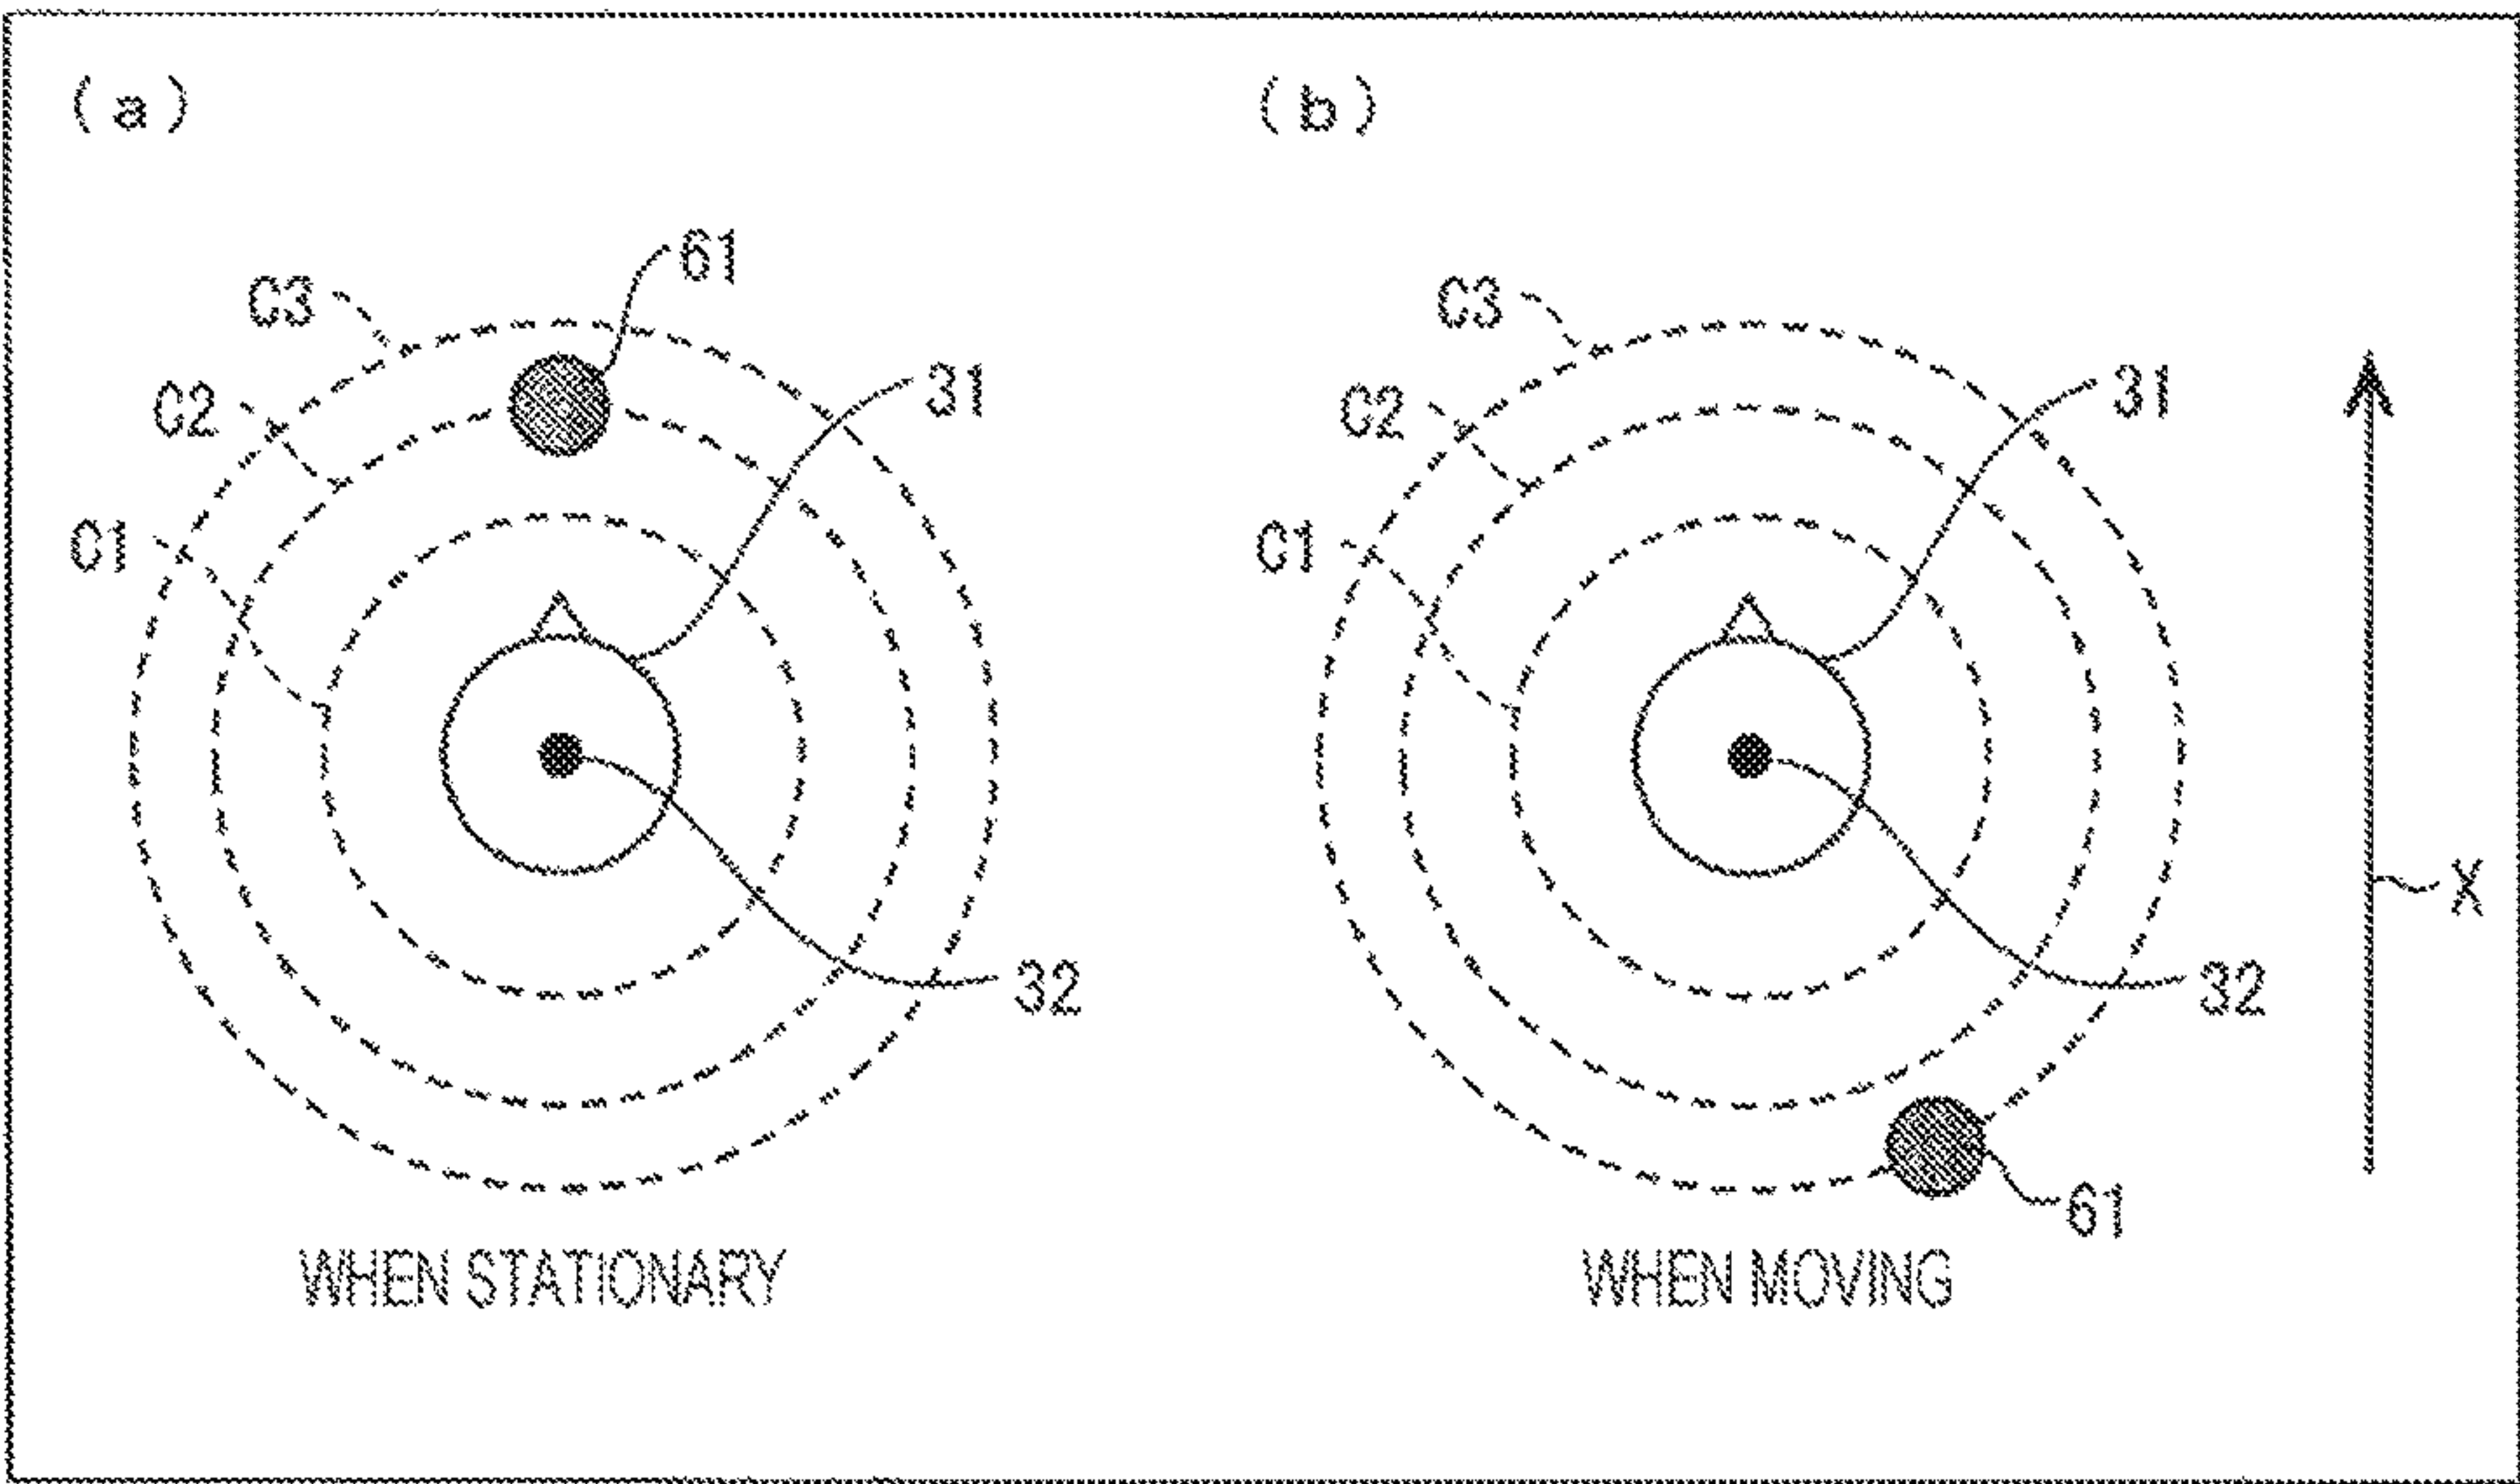 (a)
61
C3
31
C2
C1
32
WHEN STATIONARY
(b)
C3
31
C2
C1
X
32
61
WHEN MOVING